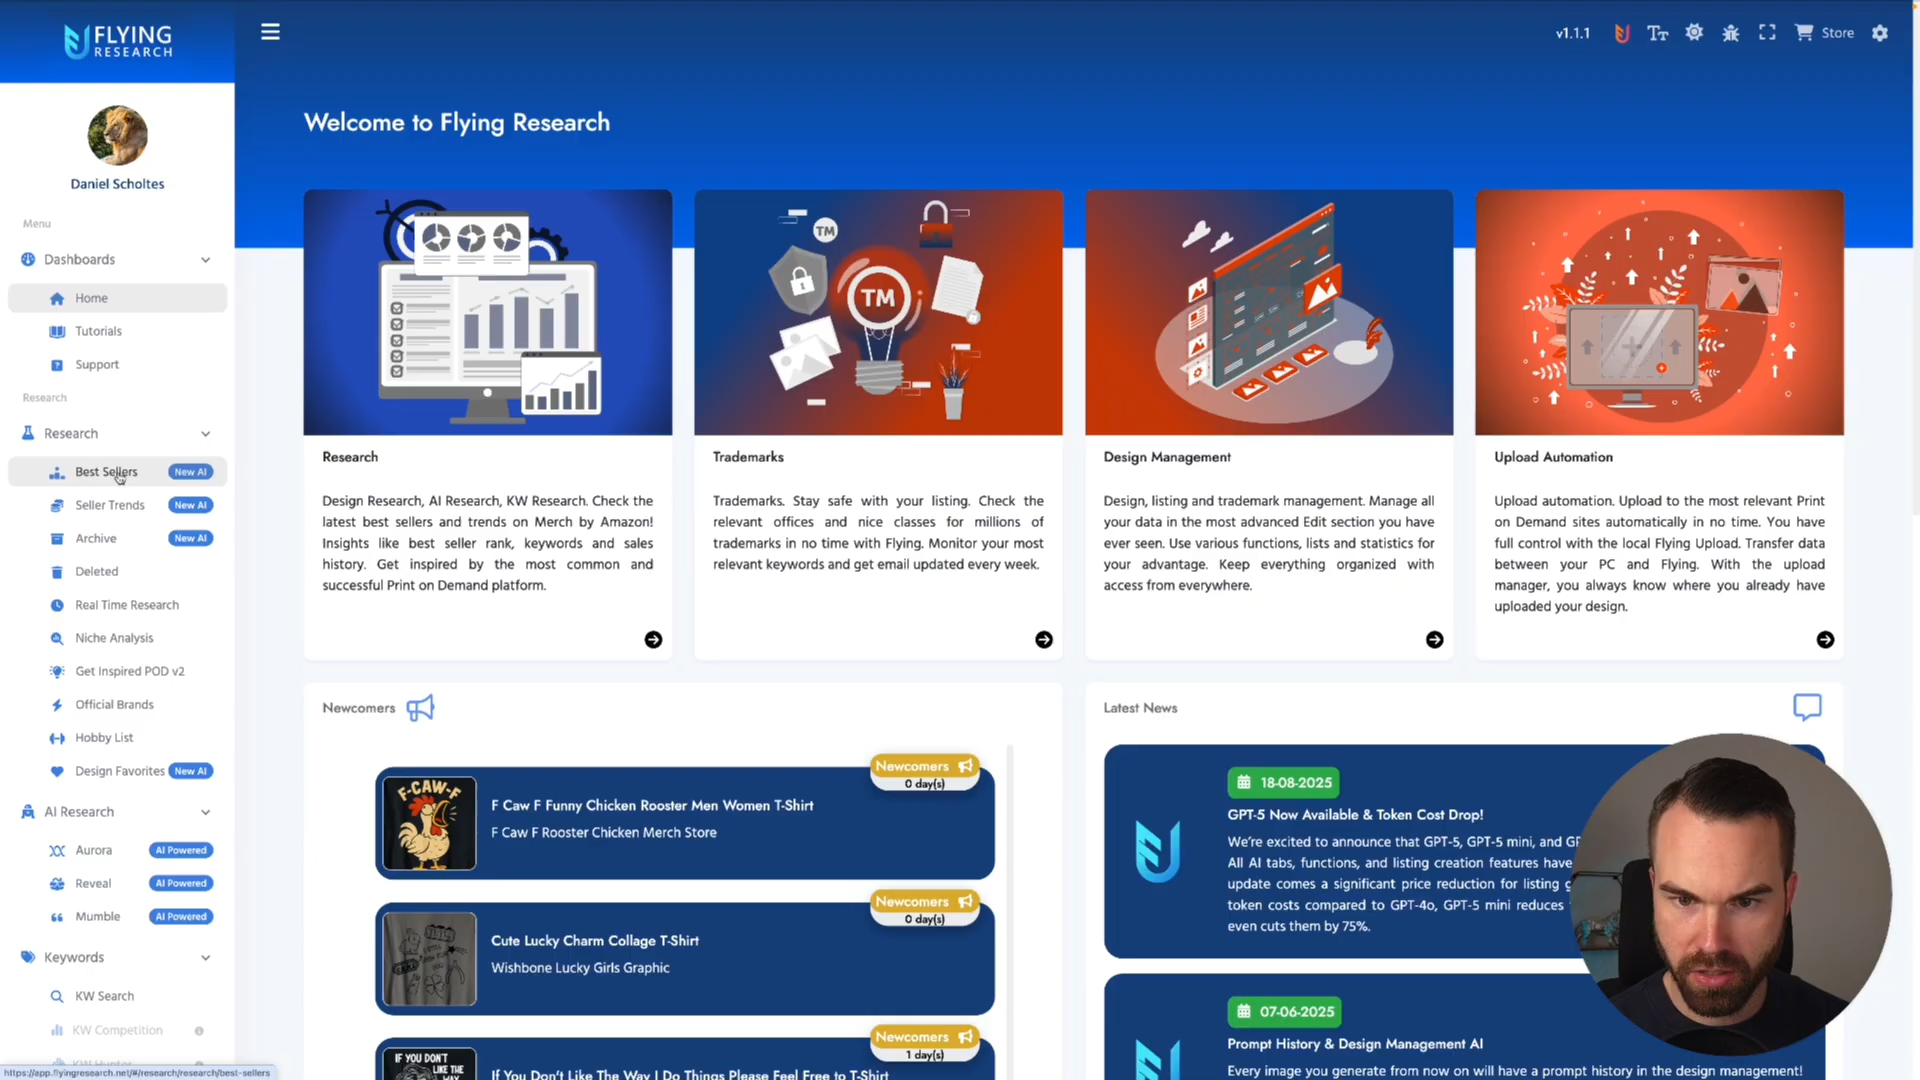 FLYING
RESEARCH
Daniel Scholtes
Menu
Dashboards
Home
Tutorials
Support
Research
Research
Best Sellers New AI
Seller Trends New AI
Archive New AI
Deleted
Real Time Research
Niche Analysis
Get Inspired POD v2
Official Brands
Hobby List
Design Favorites New AI
AI Research
Aurora AI Powered
Reveal AI Powered
Mumble AI Powered
Keywords
KW Search
KW Competition
KW Hunter
https://app.flyingresearch.net/#/research/research/best-sellers
v1.1.1
Store
Welcome to Flying Research
Research
Design Research, AI Research, KW Research. Check the
latest best sellers and trends on Merch by Amazon!
Insights like best seller rank, keywords and sales
history. Get inspired by the most common and
successful Print on Demand platform.
TM
TM
Trademarks
Trademarks. Stay safe with your listing. Check the
relevant offices and nice classes for millions of
trademarks in no time with Flying. Monitor your most
relevant keywords and get email updated every week.
Design Management
Design, listing and trademark management. Manage all
your data in the most advanced Edit section you have
ever seen. Use various functions, lists and statistics for
your advantage. Keep everything organized with
access from everywhere.
Upload Automation
Upload automation. Upload to the most relevant Print
on Demand sites automatically in no time. You have
full control with the local Flying Upload. Transfer data
between your PC and Flying. With the upload
manager, you always know where you already have
uploaded your design.
Newcomers
Newcomers
0 day(s)
F-CAW-F
F Caw F Funny Chicken Rooster Men Women T-Shirt
F Caw F Rooster Chicken Merch Store
Newcomers
0 day(s)
Cute Lucky Charm Collage T-Shirt
Wishbone Lucky Girls Graphic
Newcomers
1 day(s)
IF YOU DON'T
LIKE THE
If You Don't Like The Way I Do Things Please Feel Free to T-Shirt
Latest News
18-08-2025
GPT-5 Now Available & Token Cost Drop!
We're excited to announce that GPT-5, GPT-5 mini, and
All AI tabs, functions, and listing creation features have
update comes a significant price reduction for listing
token costs compared to GPT-4o, GPT-5 mini reduces
even cuts them by 75%.
07-06-2025
Prompt History & Design Management AI
Every image you generate from now on will have a prompt history in the design management!